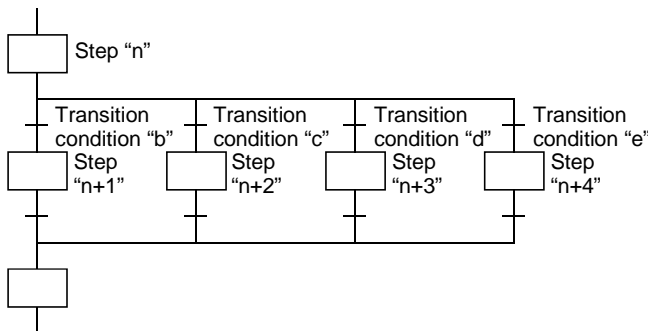 Step “n”
Transition
condition “b”
Transition
condition “c”
Transition
condition “d”
Transition
condition “e”
Step
“n+1”
Step
“n+2”
Step
“n+3”
Step
“n+4”